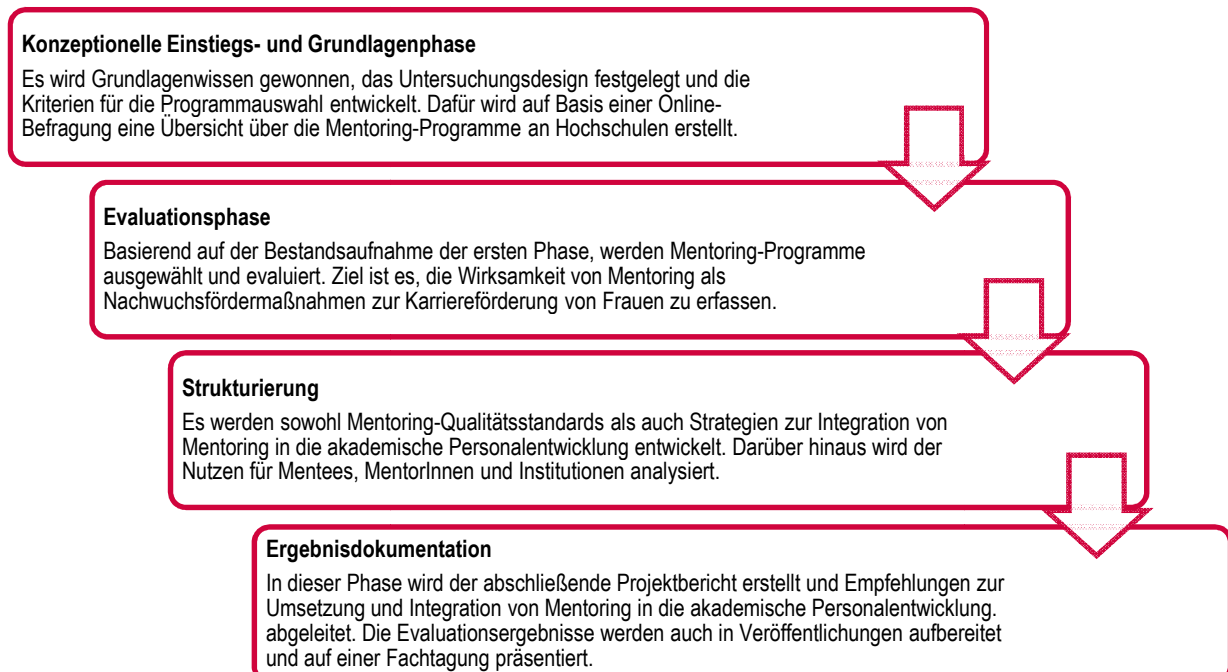 Konzeptionelle Einstiegs- und Grundlagenphase
Es wird Grundlagenwissen gewonnen, das Untersuchungsdesign festgelegt und die
Kriterien für die Programmauswahl entwickelt. Dafür wird auf Basis einer Online-
Befragung eine Übersicht über die Mentoring-Programme an Hochschulen erstellt.
Evaluationsphase
Basierend auf der Bestandsaufnahme der ersten Phase, werden Mentoring-Programme
ausgewählt und evaluiert. Ziel ist es, die Wirksamkeit von Mentoring als
Nachwuchsfördermaßnahmen zur Karriereförderung von Frauen zu erfassen.
Strukturierung
Es werden sowohl Mentoring-Qualitätsstandards als auch Strategien zur Integration von
Mentoring in die akademische Personalentwicklung entwickelt. Darüber hinaus wird der
Nutzen für Mentees, MentorInnen und Institutionen analysiert.
Ergebnisdokumentation
In dieser Phase wird der abschließende Projektbericht erstellt und Empfehlungen zur
Umsetzung und Integration von Mentoring in die akademische Personalentwicklung.
abgeleitet. Die Evaluationsergebnisse werden auch in Veröffentlichungen aufbereitet
und auf einer Fachtagung präsentiert.